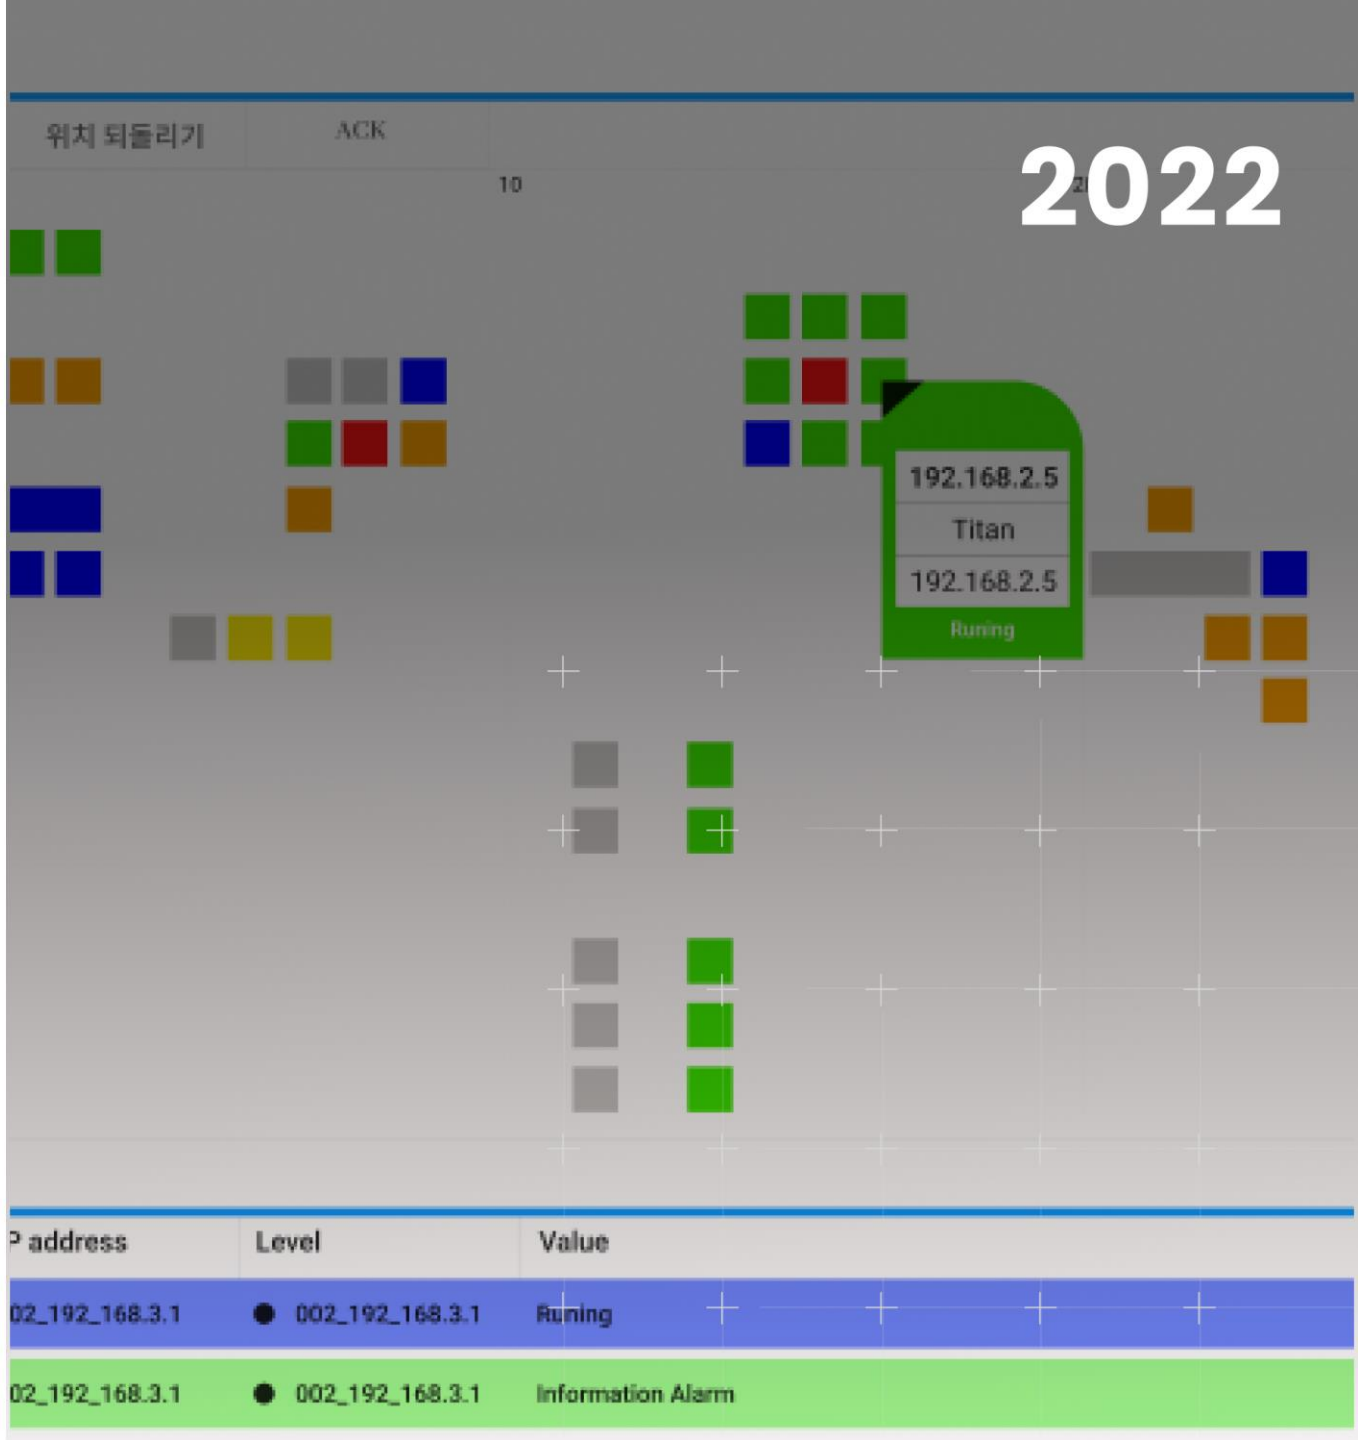 위치 되돌리기 ACK
2022
10
192.168.2.5
Titan
192.168.2.5
Runing
P address Level Value
02_192_168.3.1 002_192_168.3.1 Runing
02_192_168.3.1 002_192_168.3.1 Information Alarm